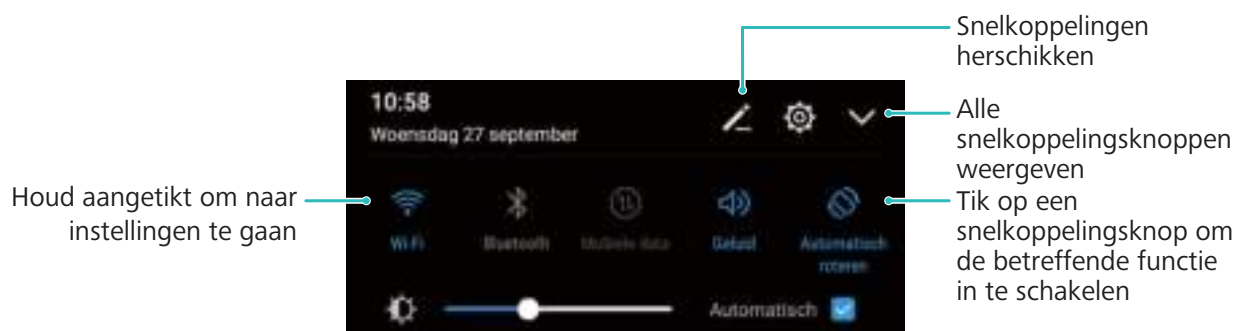 Snelkoppelingen
herschikken
10:58
Woensdag 27 september
Alle
snelkoppelingsknoppen
weergeven
Houd aangetikt om naar
instellingen te gaan
Wi-Fi
Bluetooth
Mobiele data
Geluid
Automatisch
roteren
Tik op een
snelkoppelingsknop om
de betreffende functie
in te schakelen
Automatisch